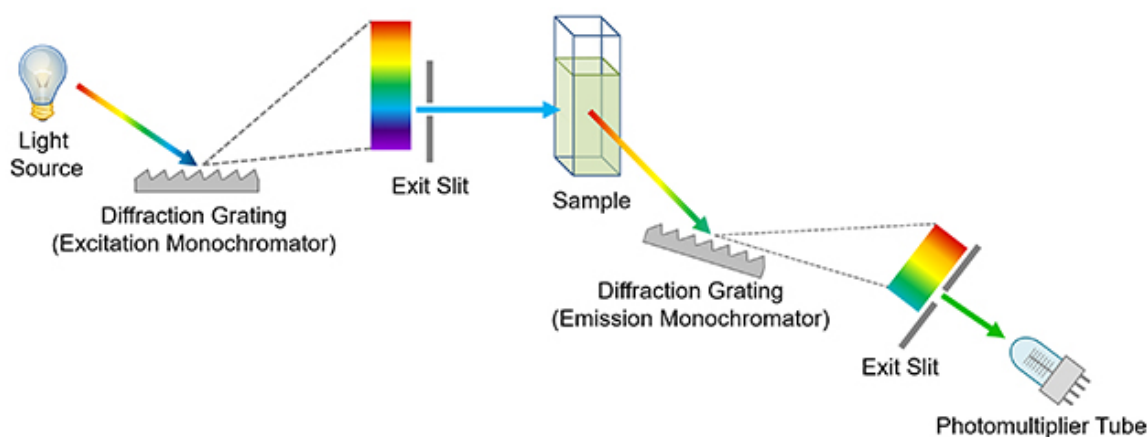 Light
Source
Diffraction Grating
(Excitation Monochromator)
Exit Slit
Sample
Diffraction Grating
(Emission Monochromator)
Exit Slit
Photomultiplier Tube